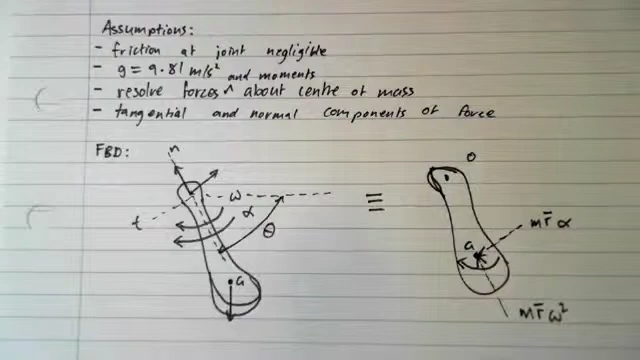 Assumptions:
- friction at joint negligible
- g = 9.81 m/s²
- resolve forces ^ and moments about centre of mass
- tangential and normal components of force
FBD:
n
t
ω
α
θ
G
≡
O
G
mr̄α
mr̄ω²